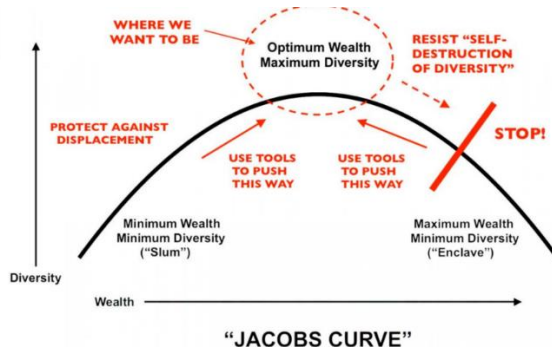 WHERE WE
WANT TO BE
Optimum Wealth
Maximum Diversity
RESIST “SELF-
DESTRUCTION
OF DIVERSITY”
PROTECT AGAINST
DISPLACEMENT
STOP!
USE TOOLS
TO PUSH
THIS WAY
USE TOOLS
TO PUSH
THIS WAY
Minimum Wealth
Minimum Diversity
(“Slum”)
Maximum Wealth
Minimum Diversity
(“Enclave”)
Diversity
Wealth
“JACOBS CURVE”